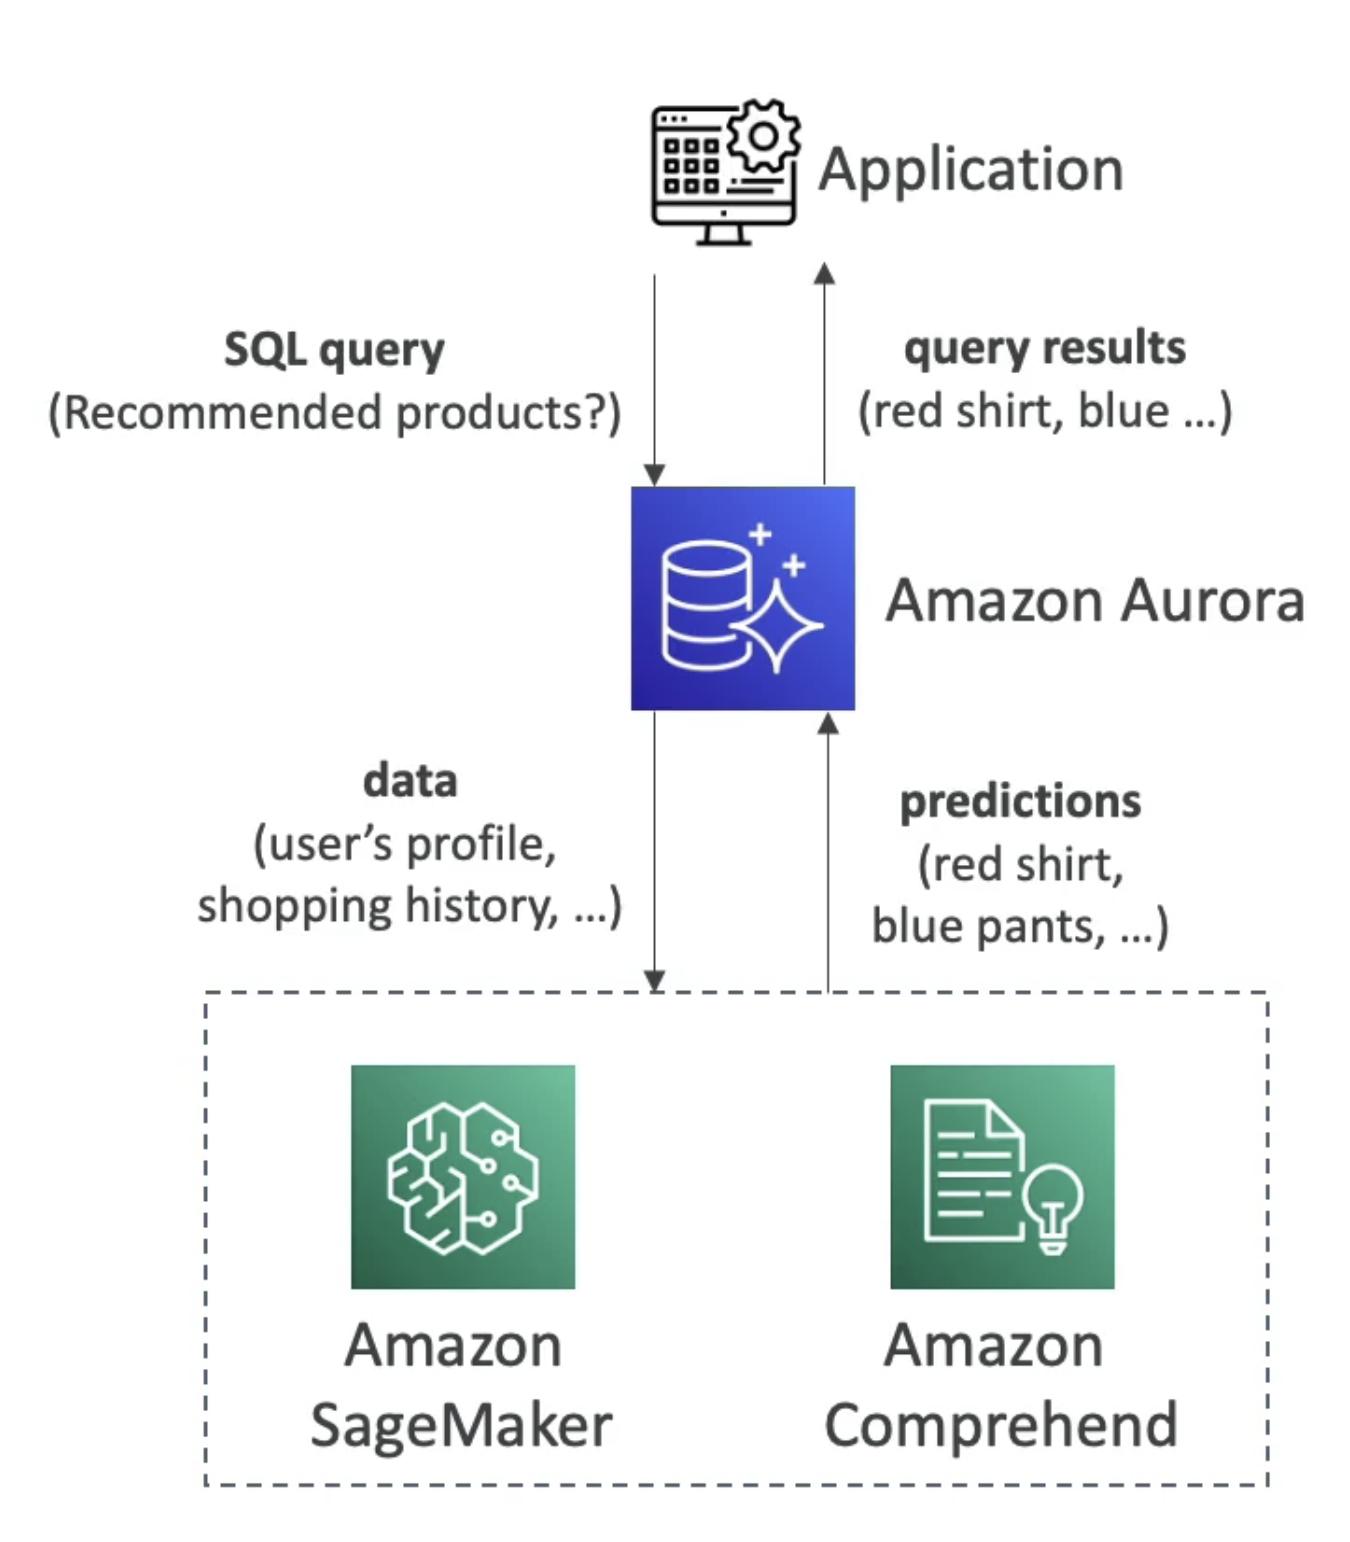 Application
SQL query
(Recommended products?)
query results
(red shirt, blue ...)
Amazon Aurora
data
(user’s profile,
shopping history, ...)
predictions
(red shirt,
blue pants, ...)
Amazon
SageMaker
Amazon
Comprehend